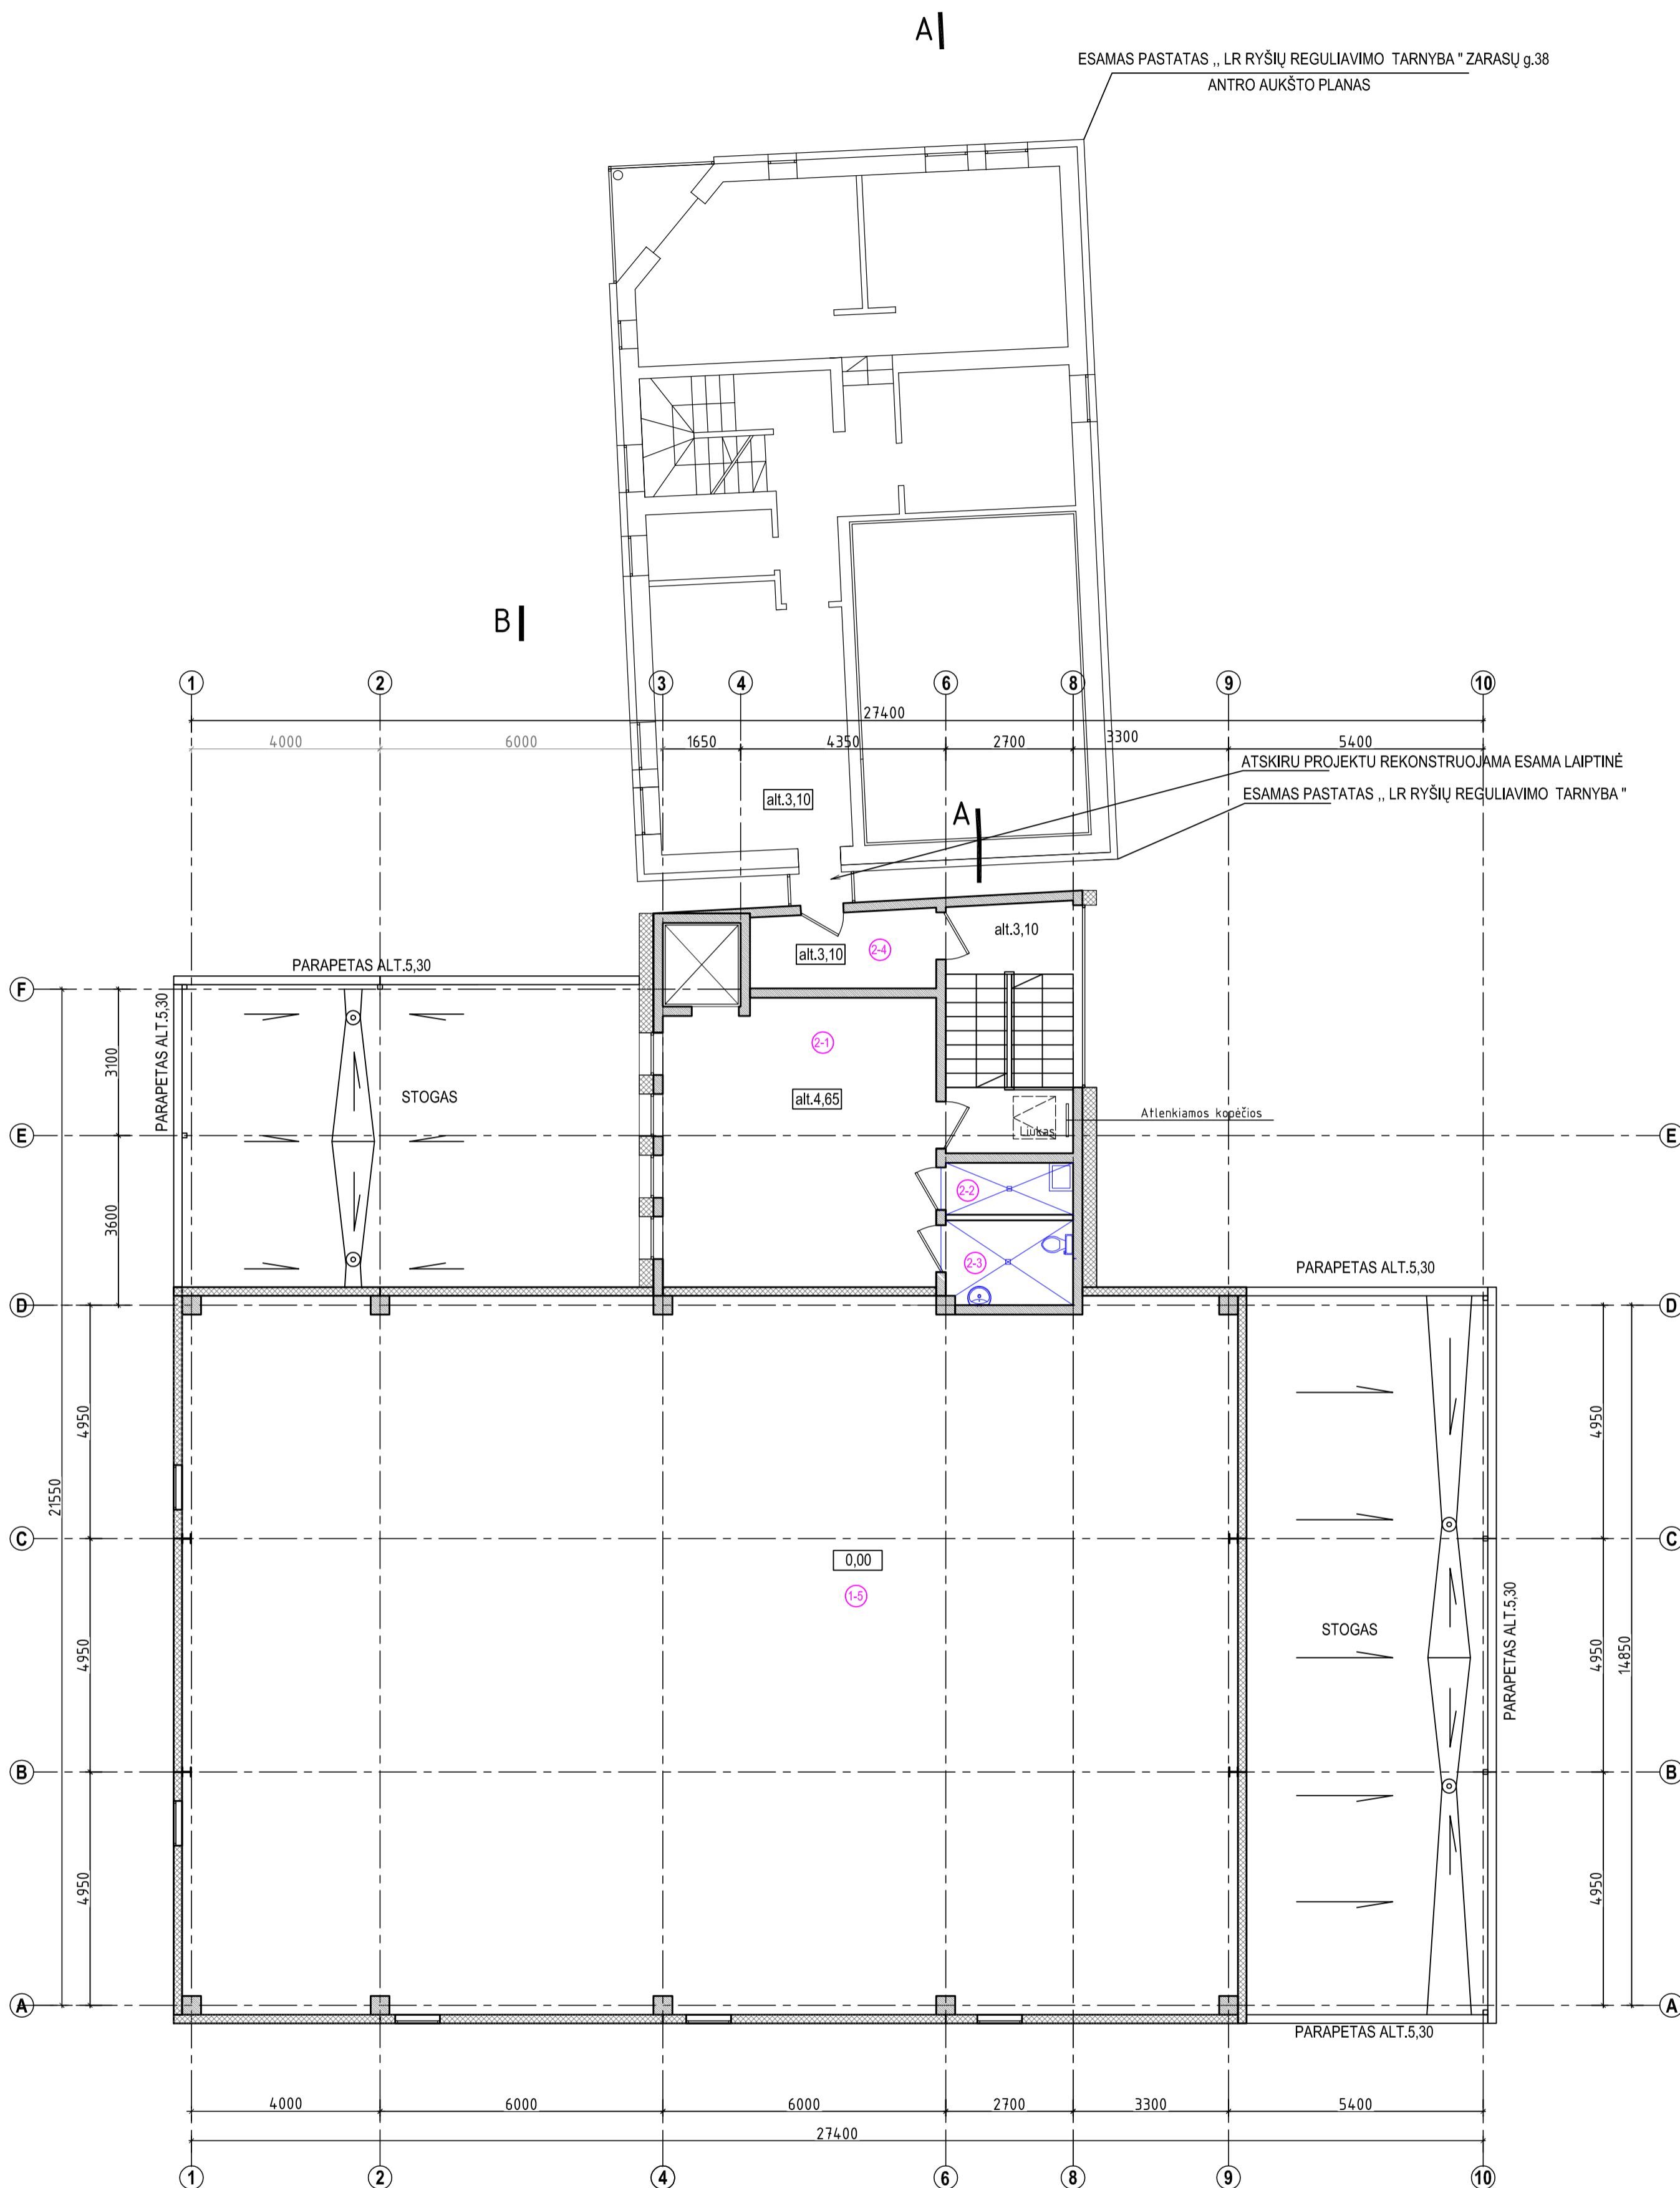 A
ESAMAS PASTATAS ,, LR RYŠIŲ REGULIAVIMO TARNYBA " ZARASŲ g.38
ANTRO AUKŠTO PLANAS
B
1 2 3 4 6 8 9 10
27400
4000 6000 1650 4350 2700 3300 5400
ATSKIRU PROJEKTU REKONSTRUOJAMA ESAMA LAIPTINĖ
ESAMAS PASTATAS ,, LR RYŠIŲ REGULIAVIMO TARNYBA "
alt.3,10
A
alt.3,10
2-4
alt.3,10
PARAPETAS ALT.5,30
F
PARAPETAS ALT.5,30
3100
2-1
STOGAS
alt.4,65
Atlenkiamos kopėčios
Liukas
E
E
2-2
3600
2-3
PARAPETAS ALT.5,30
D
D
4950
4950
21550
C
C
0,00
1-5
STOGAS
PARAPETAS ALT.5,30
4950
4950
14850
B
B
4950
4950
A
A
PARAPETAS ALT.5,30
4000 6000 6000 2700 3300 5400
27400
1 2 4 6 8 9 10